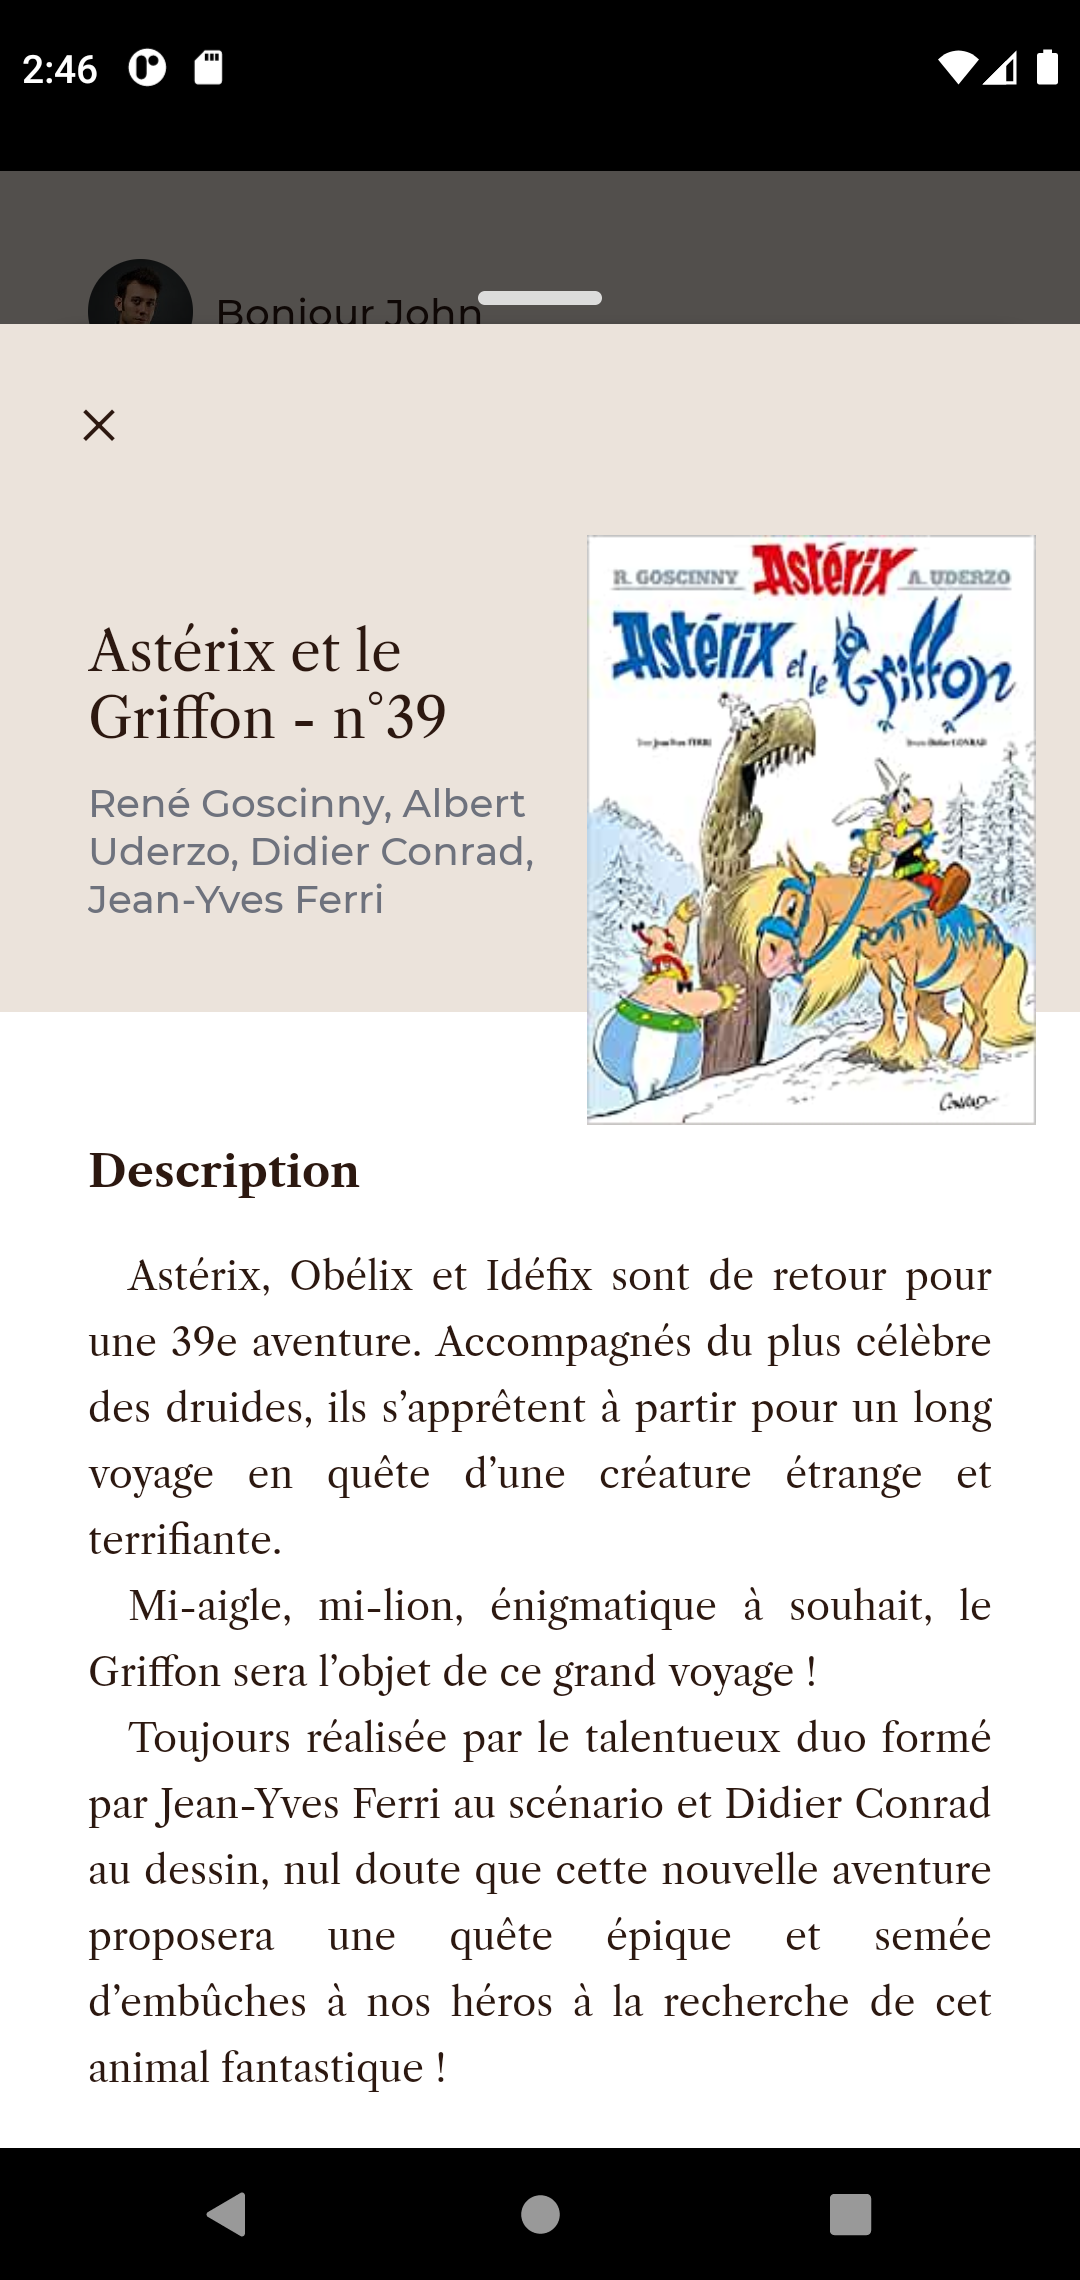 2:46
Bonjour John
Astérix et le
Griffon - n°39
René Goscinny, Albert
Uderzo, Didier Conrad,
Jean-Yves Ferri
R. GOSCINNY Astérix A. UDERZO
Astérix et le Griffon
Jean-Yves FERRI Didier CONRAD
CONRAD
Description
Astérix, Obélix et Idéfix sont de retour pour
une 39e aventure. Accompagnés du plus célèbre
des druides, ils s’apprêtent à partir pour un long
voyage en quête d’une créature étrange et
terrifiante.
Mi-aigle, mi-lion, énigmatique à souhait, le
Griffon sera l’objet de ce grand voyage !
Toujours réalisée par le talentueux duo formé
par Jean-Yves Ferri au scénario et Didier Conrad
au dessin, nul doute que cette nouvelle aventure
proposera une quête épique et semée
d’embûches à nos héros à la recherche de cet
animal fantastique !